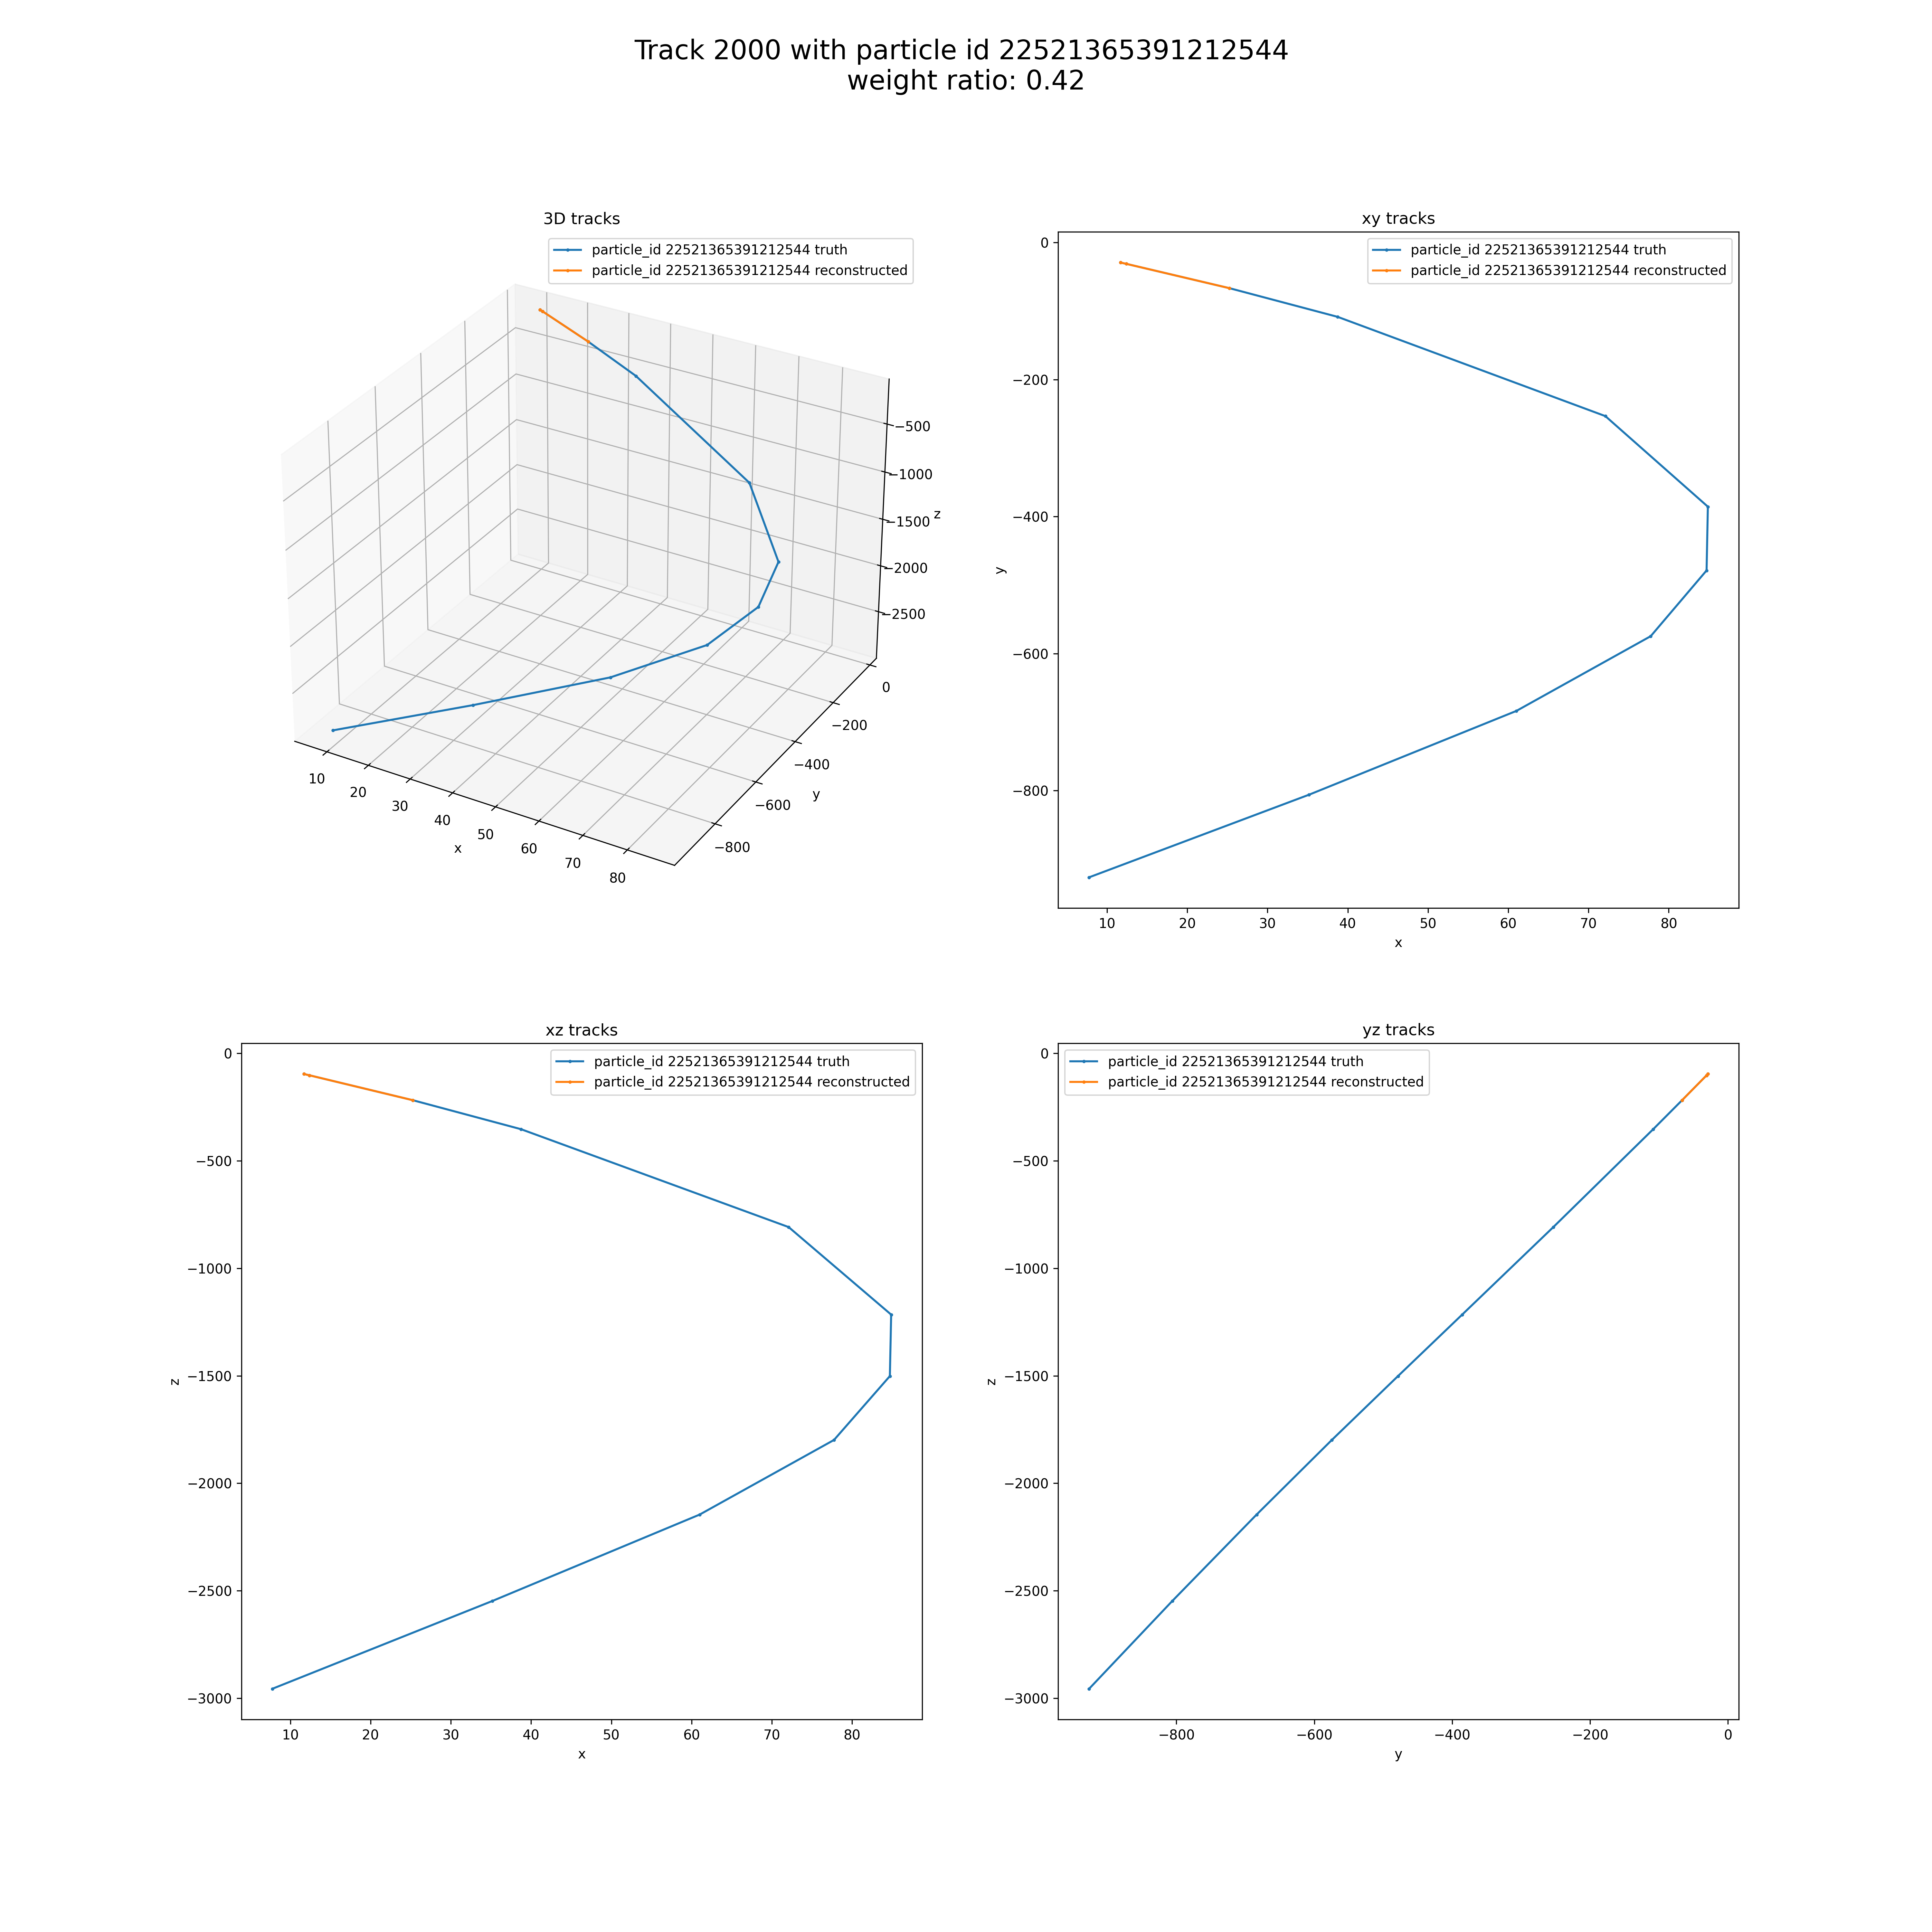 Track 2000 with particle id 22521365391212544
weight ratio: 0.42
3D tracks
particle_id 22521365391212544 truth
particle_id 22521365391212544 reconstructed
−500
−1000
−1500
−2000
−2500
z
0
−200
−400
−600
−800
y
10
20
30
40
50
60
70
80
x
xy tracks
particle_id 22521365391212544 truth
particle_id 22521365391212544 reconstructed
0
−200
−400
−600
−800
y
10 20 30 40 50 60 70 80
x
xz tracks
particle_id 22521365391212544 truth
particle_id 22521365391212544 reconstructed
0
−500
−1000
−1500
−2000
−2500
−3000
z
10 20 30 40 50 60 70 80
x
yz tracks
particle_id 22521365391212544 truth
particle_id 22521365391212544 reconstructed
0
−500
−1000
−1500
−2000
−2500
−3000
z
−800 −600 −400 −200 0
y